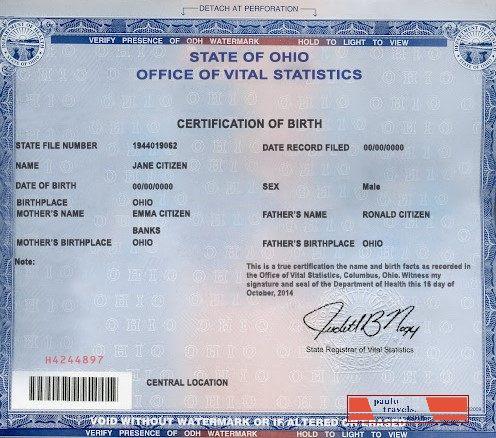 DETACH AT PERFORATION
VERIFY PRESENCE OF ODH WATERMARK HOLD TO LIGHT TO VIEW
STATE OF OHIO
OFFICE OF VITAL STATISTICS
CERTIFICATION OF BIRTH
STATE FILE NUMBER 1944019062 DATE RECORD FILED 00/00/0000
NAME JANE CITIZEN
DATE OF BIRTH 00/00/0000 SEX Male
BIRTHPLACE OHIO
MOTHER'S NAME EMMA CITIZEN FATHER'S NAME RONALD CITIZEN
BANKS
MOTHER'S BIRTHPLACE OHIO FATHER'S BIRTHPLACE OHIO
Note:
This is a true certification the name and birth facts as recorded in
the Office of Vital Statistics, Columbus, Ohio. Witness my
signature and seal of the Department of Health this 16 day of
October, 2014
State Registrar of Vital Statistics
H4244897
CENTRAL LOCATION
paulu
travels.
VOID WITHOUT WATERMARK OR IF ALTERED OR ERASED
VERIFY PRESENCE OF ODH WATERMARK HOLD TO LIGHT TO VIEW